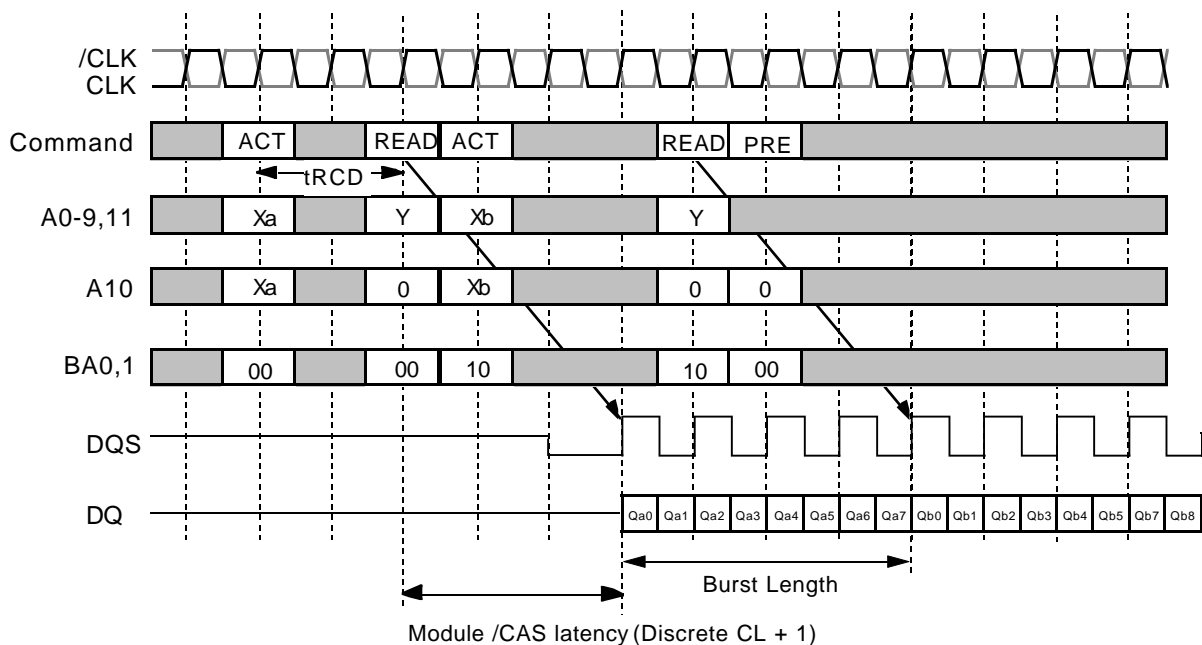 /CLK
CLK
Command ACT READ ACT READ PRE
tRCD
A0-9,11 Xa Y Xb Y
A10 Xa 0 Xb 0 0
BA0,1 00 00 10 10 00
DQS
DQ Qa0 Qa1 Qa2 Qa3 Qa4 Qa5 Qa6 Qa7 Qb0 Qb1 Qb2 Qb3 Qb4 Qb5 Qb7 Qb8
Burst Length
Module /CAS latency (Discrete CL + 1)